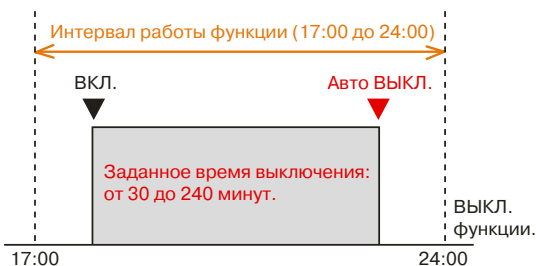 Интервал работы функции (17:00 до 24:00)
ВКЛ.
Авто ВЫКЛ.
Заданное время выключения:
от 30 до 240 минут.
ВЫКЛ.
функции.
17:00
24:00